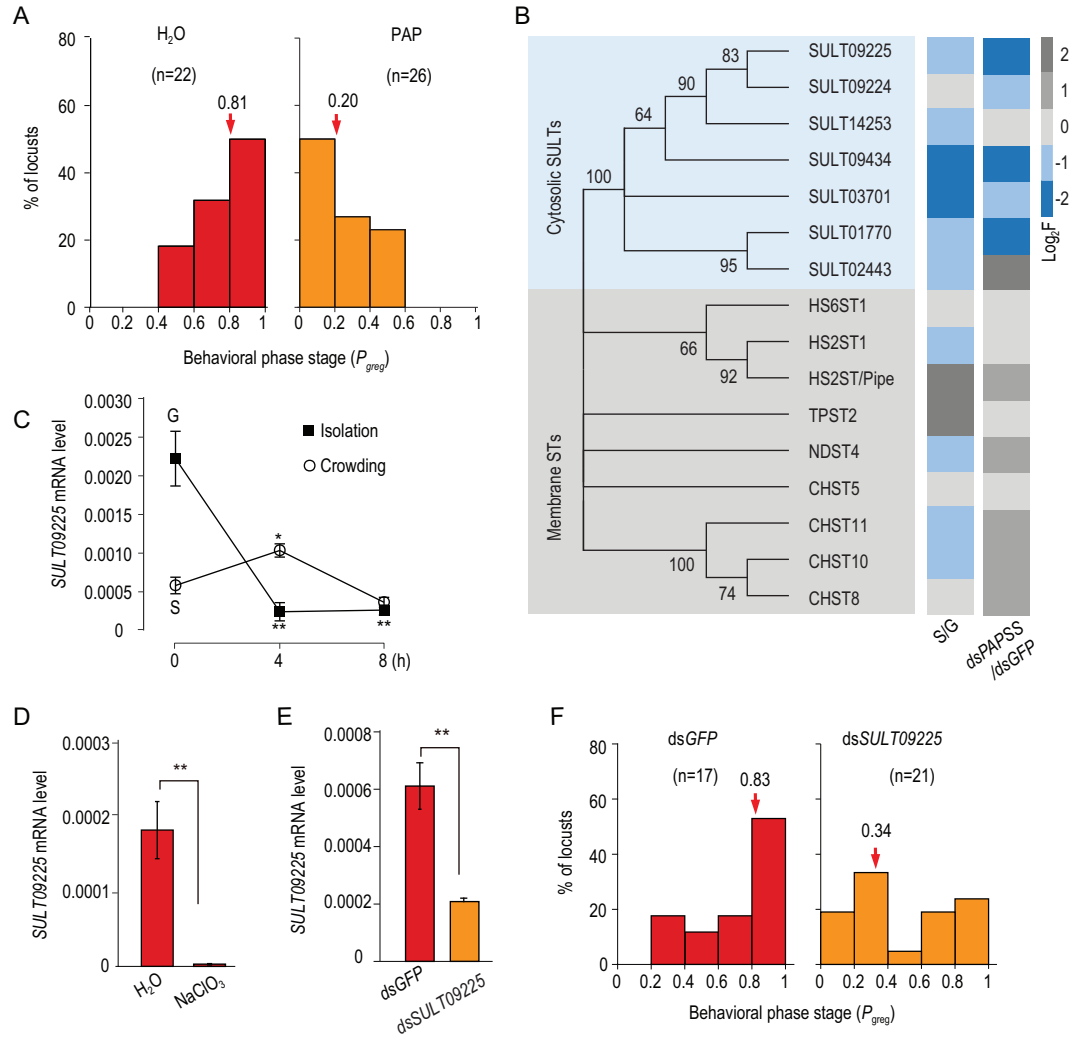 A
H₂O
(n=22)
PAP
(n=26)
0.81
0.20
% of locusts
80
60
40
20
0
0 0.2 0.4 0.6 0.8 1
0 0.2 0.4 0.6 0.8 1
Behavioral phase stage (Pgreg)
B
Cytosolic SULTs
Membrane STs
83
90
64
100
95
66
92
100
74
SULT09225
SULT09224
SULT14253
SULT09434
SULT03701
SULT01770
SULT02443
HS6ST1
HS2ST1
HS2ST/Pipe
TPST2
NDST4
CHST5
CHST11
CHST10
CHST8
S/G
dsPAPSS
/dsGFP
2
1
0
-1
-2
Log₂F
C
SULT09225 mRNA level
0.0030
0.0025
0.0020
0.0015
0.0010
0.0005
0
G
S
Isolation
Crowding
*
**
**
0 4 8 (h)
D
SULT09225 mRNA level
0.0003
0.0002
0.0001
0
**
H₂O
NaClO₃
E
SULT09225 mRNA level
0.0008
0.0006
0.0004
0.0002
0
**
dsGFP
dsSULT09225
F
dsGFP
(n=17)
0.83
dsSULT09225
(n=21)
0.34
% of locusts
80
60
40
20
0
0 0.2 0.4 0.6 0.8 1
0 0.2 0.4 0.6 0.8 1
Behavioral phase stage (Pgreg)